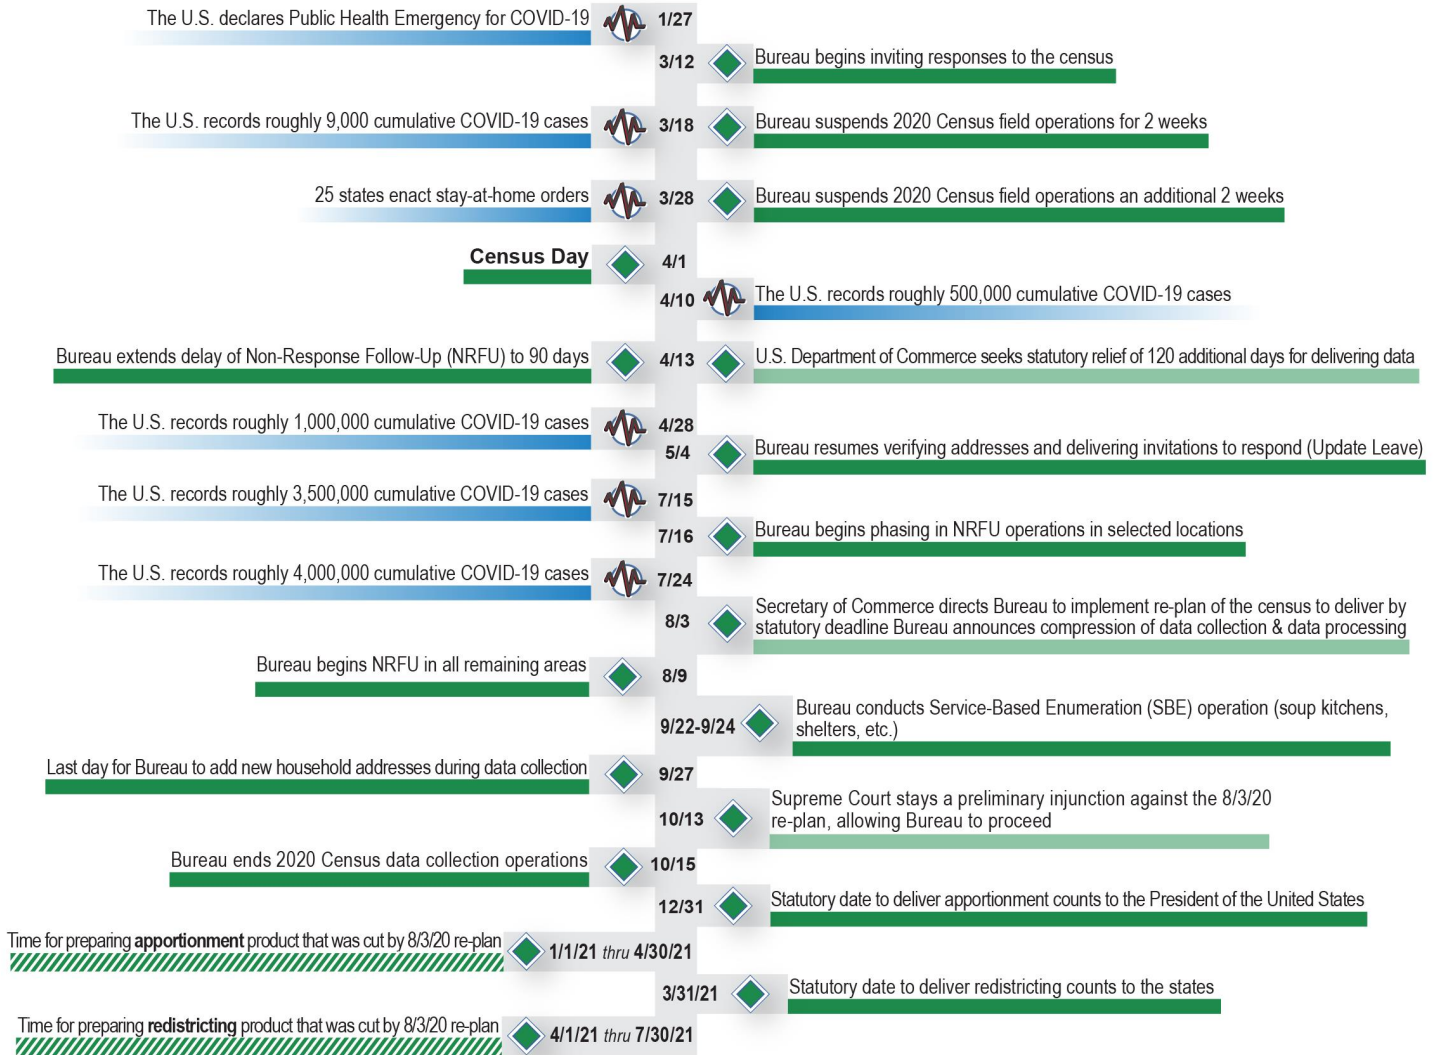 The U.S. declares Public Health Emergency for COVID-19
1/27
3/12
Bureau begins inviting responses to the census
The U.S. records roughly 9,000 cumulative COVID-19 cases
3/18
Bureau suspends 2020 Census field operations for 2 weeks
25 states enact stay-at-home orders
3/28
Bureau suspends 2020 Census field operations an additional 2 weeks
Census Day
4/1
4/10
The U.S. records roughly 500,000 cumulative COVID-19 cases
Bureau extends delay of Non-Response Follow-Up (NRFU) to 90 days
4/13
U.S. Department of Commerce seeks statutory relief of 120 additional days for delivering data
The U.S. records roughly 1,000,000 cumulative COVID-19 cases
4/28
5/4
Bureau resumes verifying addresses and delivering invitations to respond (Update Leave)
The U.S. records roughly 3,500,000 cumulative COVID-19 cases
7/15
7/16
Bureau begins phasing in NRFU operations in selected locations
The U.S. records roughly 4,000,000 cumulative COVID-19 cases
7/24
8/3
Secretary of Commerce directs Bureau to implement re-plan of the census to deliver by
statutory deadline Bureau announces compression of data collection & data processing
Bureau begins NRFU in all remaining areas
8/9
9/22-9/24
Bureau conducts Service-Based Enumeration (SBE) operation (soup kitchens,
shelters, etc.)
Last day for Bureau to add new household addresses during data collection
9/27
10/13
Supreme Court stays a preliminary injunction against the 8/3/20
re-plan, allowing Bureau to proceed
Bureau ends 2020 Census data collection operations
10/15
12/31
Statutory date to deliver apportionment counts to the President of the United States
Time for preparing apportionment product that was cut by 8/3/20 re-plan
1/1/21 thru 4/30/21
3/31/21
Statutory date to deliver redistricting counts to the states
Time for preparing redistricting product that was cut by 8/3/20 re-plan
4/1/21 thru 7/30/21